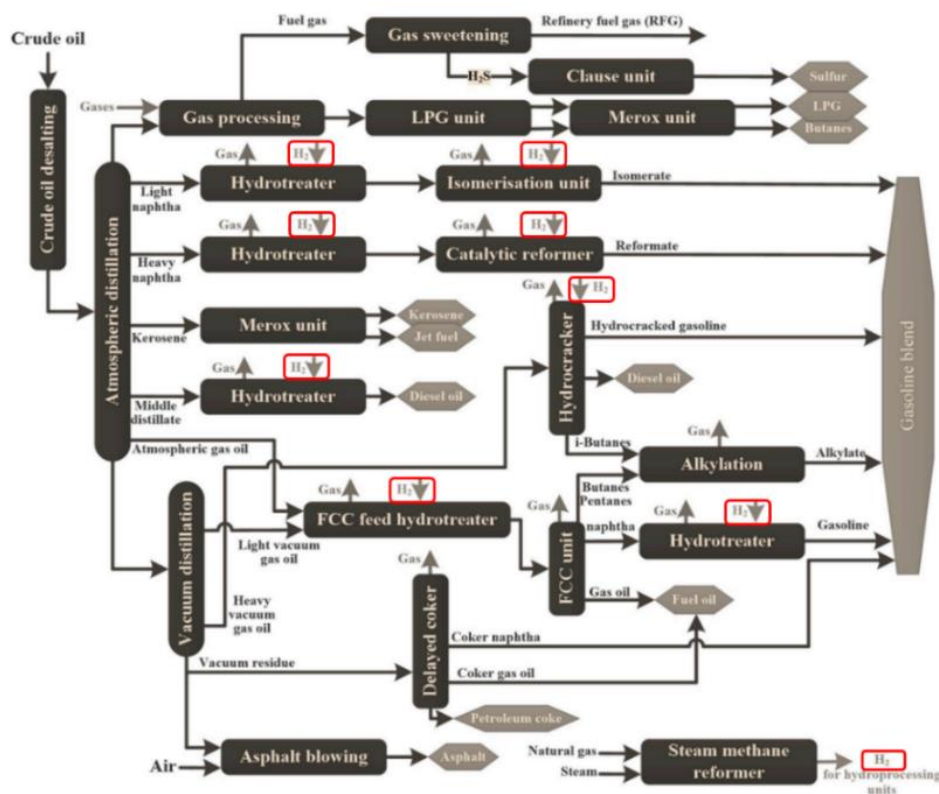 Fuel gas
Gas sweetening
Refinery fuel gas (RFG)
Crude oil
H₂S
Clause unit
Sulfur
Gases
Gas processing
LPG unit
Merox unit
LPG
Butanes
Crude oil desalting
Atmospheric distillation
Gas
H₂
Gas
H₂
Light
naphtha
Hydrotreater
Isomerisation unit
Isomerate
Gas
H₂
Gas
H₂
Heavy
naphtha
Hydrotreater
Catalytic reformer
Reformate
Gas
H₂
Kerosene
Merox unit
Kerosene
Jet fuel
Hydrocracker
Hydrocracked gasoline
Gasoline blend
Gas
H₂
Middle
distillate
Hydrotreater
Diesel oil
Diesel oil
Atmospheric gas oil
i-Butanes
Gas
Alkylation
Alkylate
Butanes
Pentanes
Vacuum distillation
Gas
H₂
FCC feed hydrotreater
Light vacuum
gas oil
Gas
FCC unit
naphtha
Gas
H₂
Hydrotreater
Gasoline
Heavy
vacuum
gas oil
Gas
Delayed coker
Gas oil
Fuel oil
Coker naphtha
Vacuum residue
Coker gas oil
Petroleum coke
Air
Asphalt blowing
Asphalt
Natural gas
Steam
Steam methane
reformer
H₂
for hydroprocessing
units